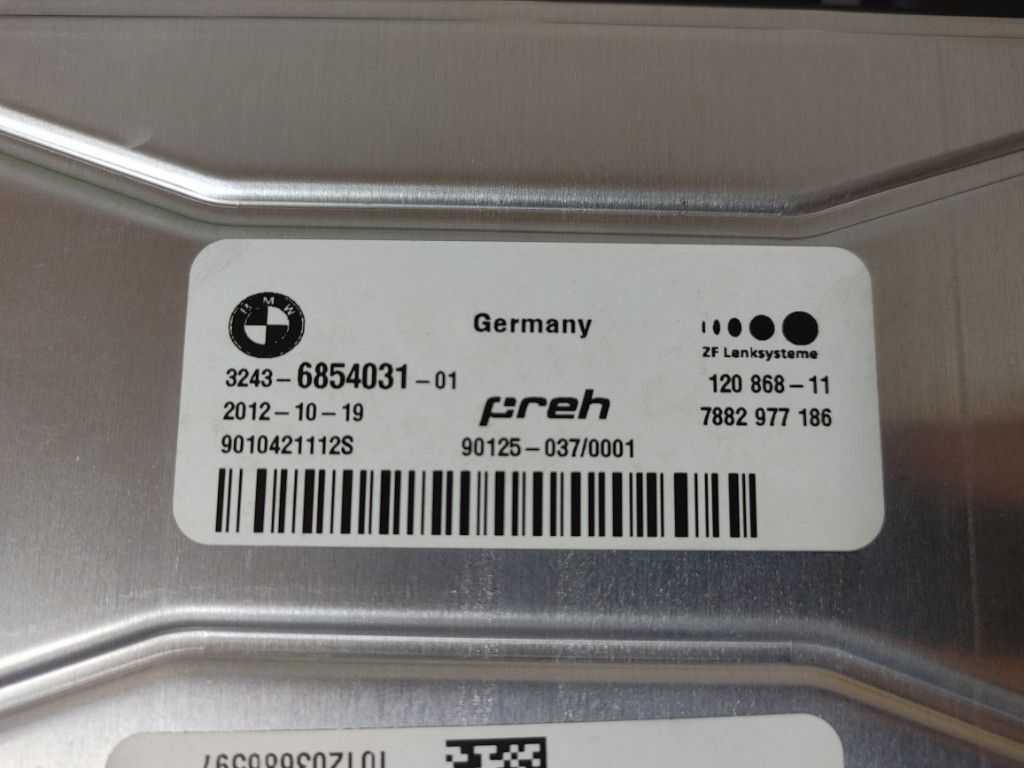 BMW
Germany
ZF Lenksysteme
3243-6854031-01
120 868-11
2012-10-19
preh
7882 977 186
9010421112S
90125-037/0001